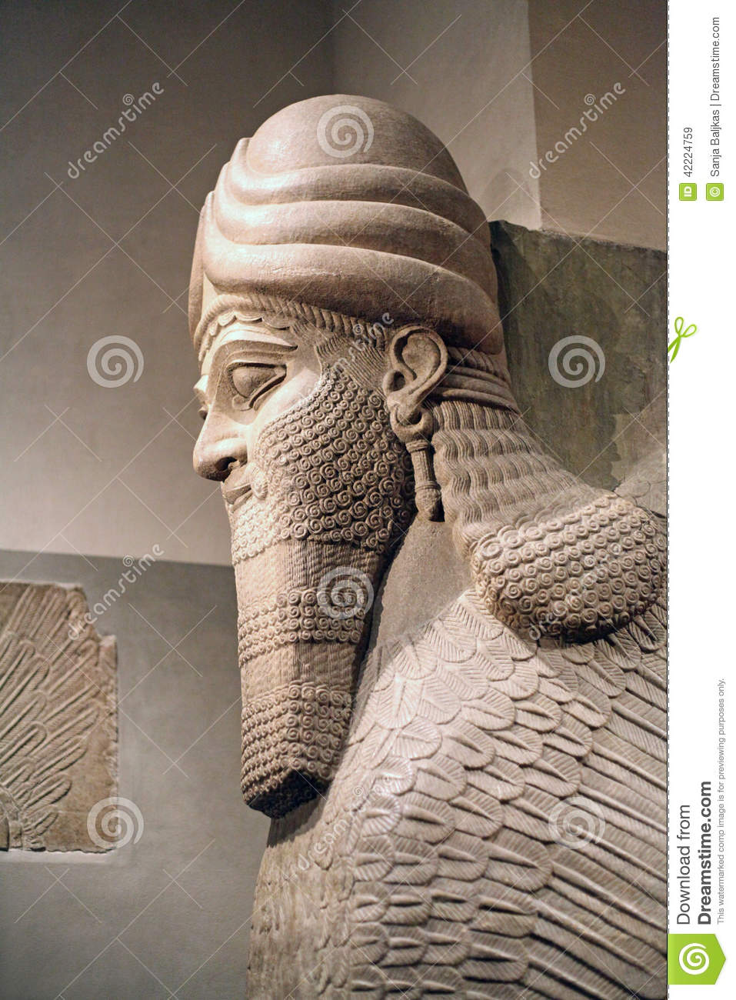 dreamstime
dreamstime
dreamstime
dreamstime
dreamstime
dreamstime
ID 42224759
© Sanja Baljkas | Dreamstime.com
Download from
Dreamstime.com
This watermarked comp image is for previewing purposes only.